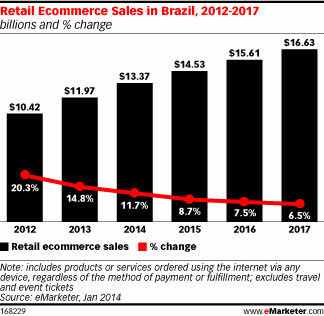 Retail Ecommerce Sales in Brazil, 2012-2017
billions and % change
$10.42
$11.97
$13.37
$14.53
$15.61
$16.63
20.3%
14.8%
11.7%
8.7%
7.5%
6.5%
2012 2013 2014 2015 2016 2017
Retail ecommerce sales % change
Note: includes products or services ordered using the internet via any
device, regardless of the method of payment or fulfillment; excludes travel
and event tickets
Source: eMarketer, Jan 2014
168229 www.eMarketer.com